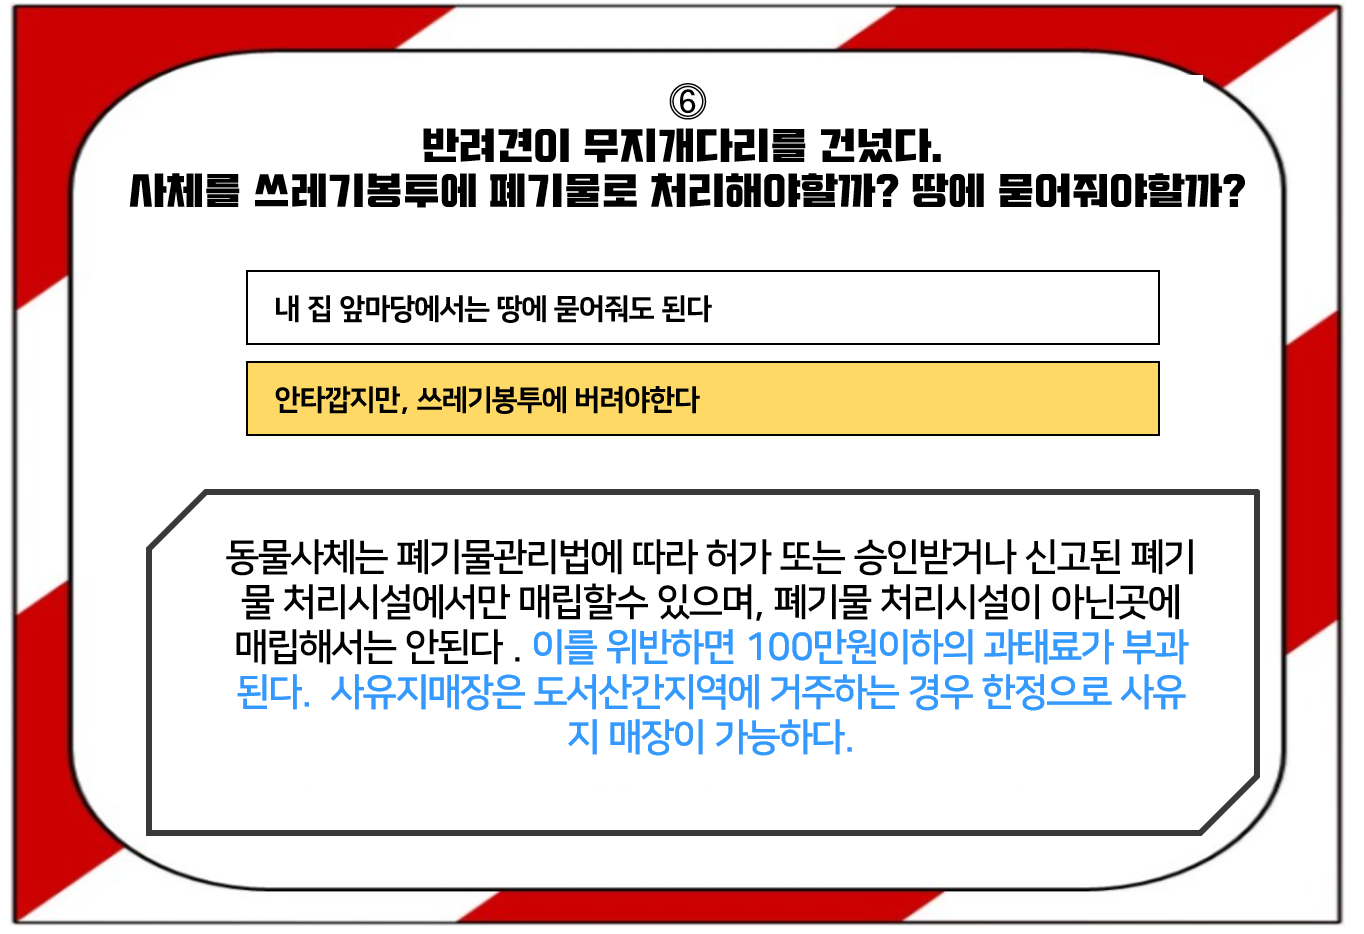 ⑥
반려견이 무지개다리를 건넜다.
사체를 쓰레기봉투에 폐기물로 처리해야할까? 땅에 묻어줘야할까?
내 집 앞마당에서는 땅에 묻어줘도 된다
안타깝지만, 쓰레기봉투에 버려야한다
동물사체는 폐기물관리법에 따라 허가 또는 승인받거나 신고된 폐기
물 처리시설에서만 매립할수 있으며, 폐기물 처리시설이 아닌곳에
매립해서는 안된다 . 이를 위반하면 100만원이하의 과태료가 부과
된다. 사유지매장은 도서산간지역에 거주하는 경우 한정으로 사유
지 매장이 가능하다.